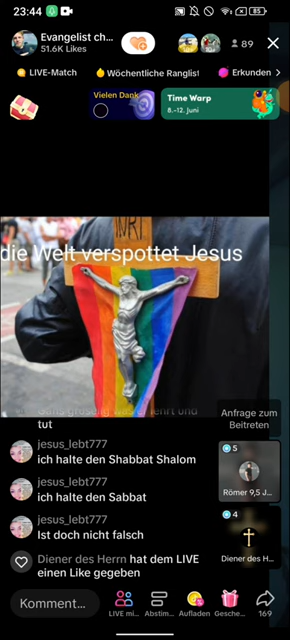 23:44
85
Evangelist ch...
51.6K Likes
89
LIVE-Match
Wöchentliche Ranglist
Erkunden
Vielen Dank
Time Warp
8.–12. Juni
INRI
die Welt verspottet Jesus
tut
Anfrage zum
Beitreten
jesus_lebt777
ich halte den Shabbat Shalom
5
Römer 9,5 J...
jesus_lebt777
ich halte den Sabbat
jesus_lebt777
Ist doch nicht falsch
4
Diener des H...
Diener des Herrn hat dem LIVE
einen Like gegeben
Komment...
LIVE mi...
Abstim...
Aufladen
Gesche...
169